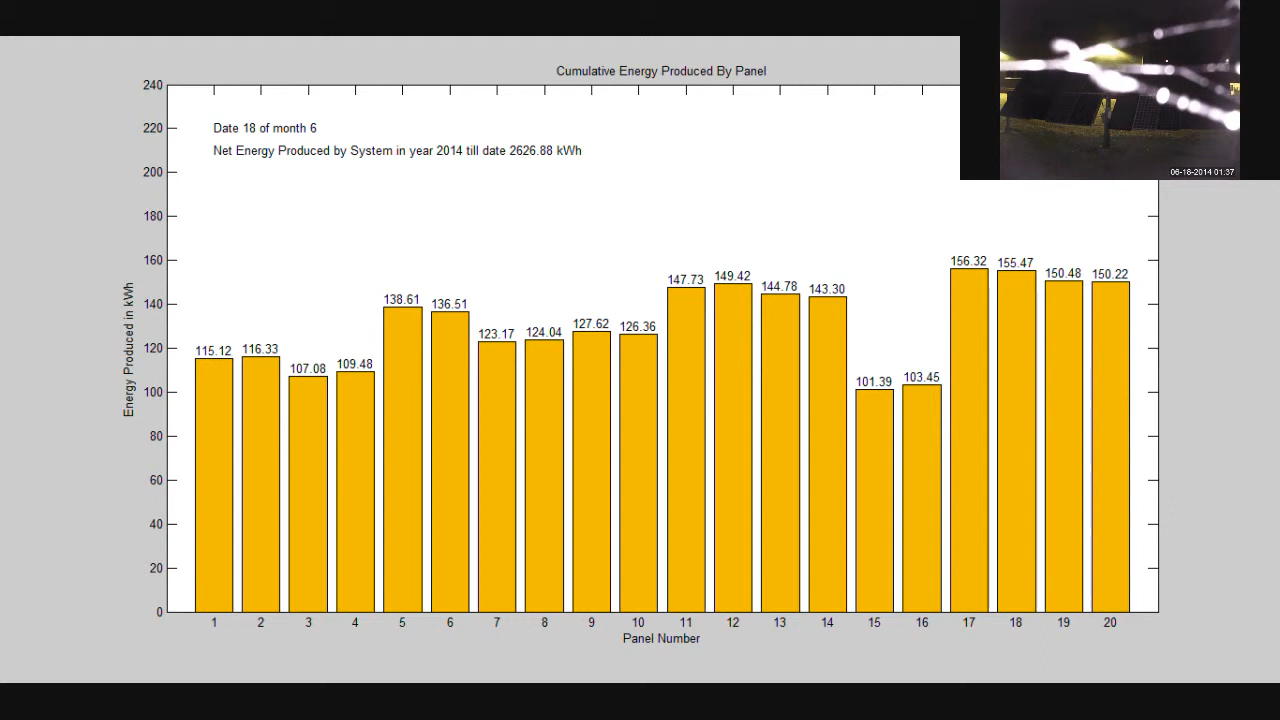 Cumulative Energy Produced By Panel
06-18-2014 01:37
Date 18 of month 6
Net Energy Produced by System in year 2014 till date 2626.88 kWh
240
220
200
180
160
140
120
100
80
60
40
20
0
Energy Produced in kWh
115.12 116.33 107.08 109.48 138.61 136.51 123.17 124.04 127.62 126.36 147.73 149.42 144.78 143.30 101.39 103.45 156.32 155.47 150.48 150.22
1 2 3 4 5 6 7 8 9 10 11 12 13 14 15 16 17 18 19 20
Panel Number